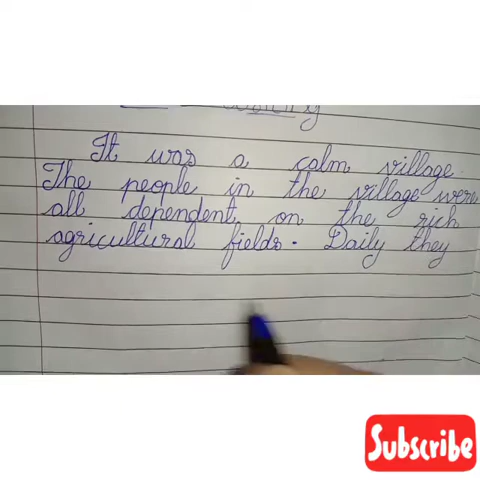 It was a calm village.
The people in the village were
all dependent on the rich
agricultural fields. Daily they
Subscribe